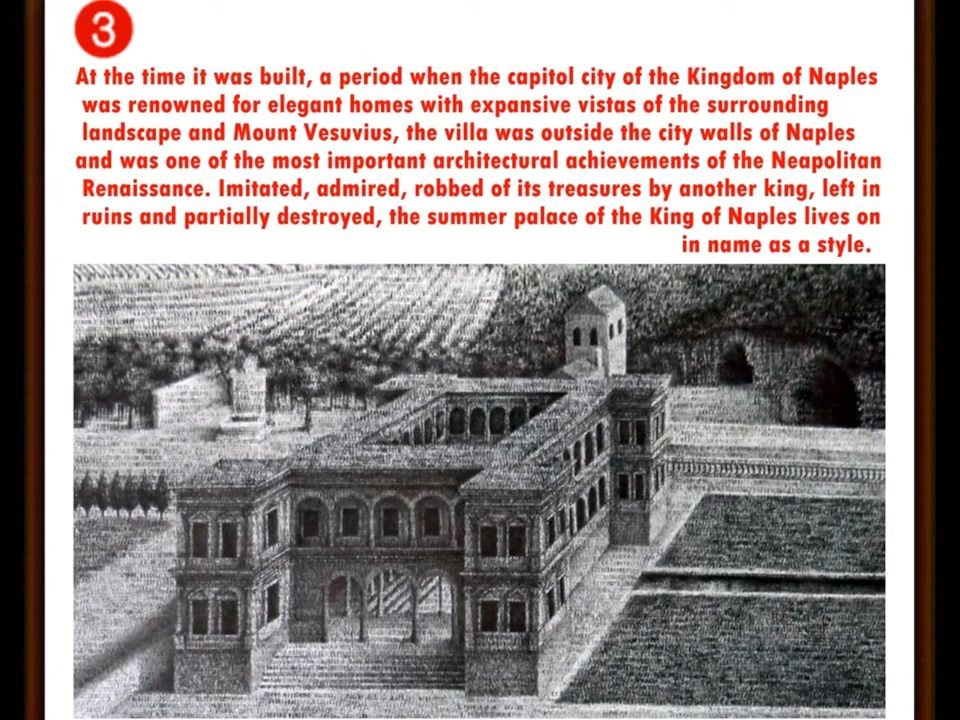 3
At the time it was built, a period when the capitol city of the Kingdom of Naples
was renowned for elegant homes with expansive vistas of the surrounding
landscape and Mount Vesuvius, the villa was outside the city walls of Naples
and was one of the most important architectural achievements of the Neapolitan
Renaissance. Imitated, admired, robbed of its treasures by another king, left in
ruins and partially destroyed, the summer palace of the King of Naples lives on
in name as a style.